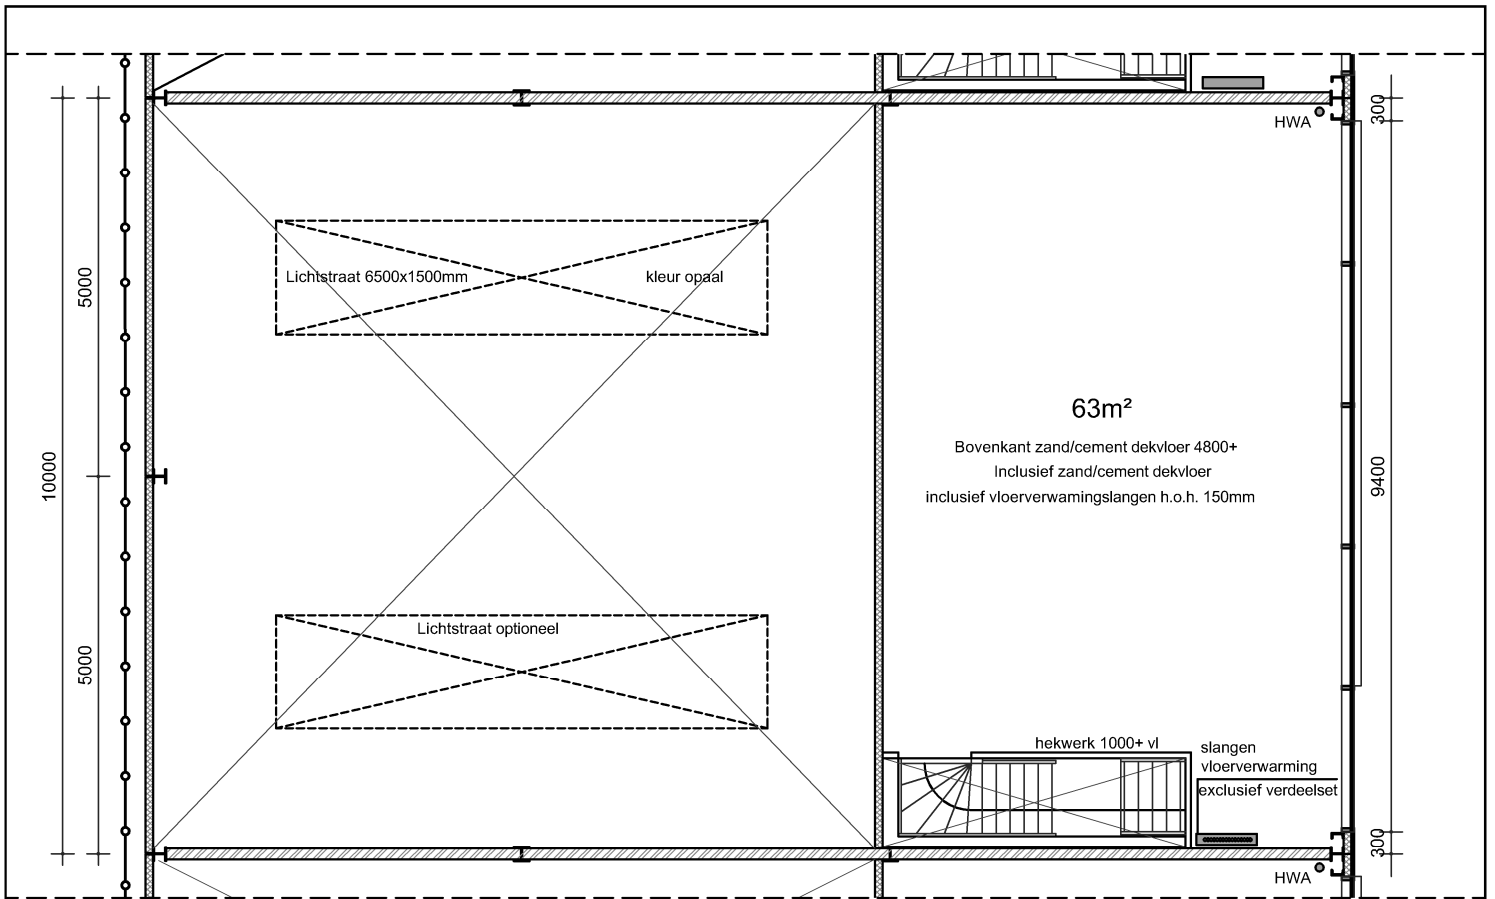 300
HWA
5000
Lichtstraat 6500x1500mm
kleur opaal
63m²
Bovenkant zand/cement dekvloer 4800+
Inclusief zand/cement dekvloer
inclusief vloerverwamingslangen h.o.h. 150mm
10000
9400
Lichtstraat optioneel
5000
hekwerk 1000+ vl
slangen
vloerverwarming
exclusief verdeelset
300
HWA